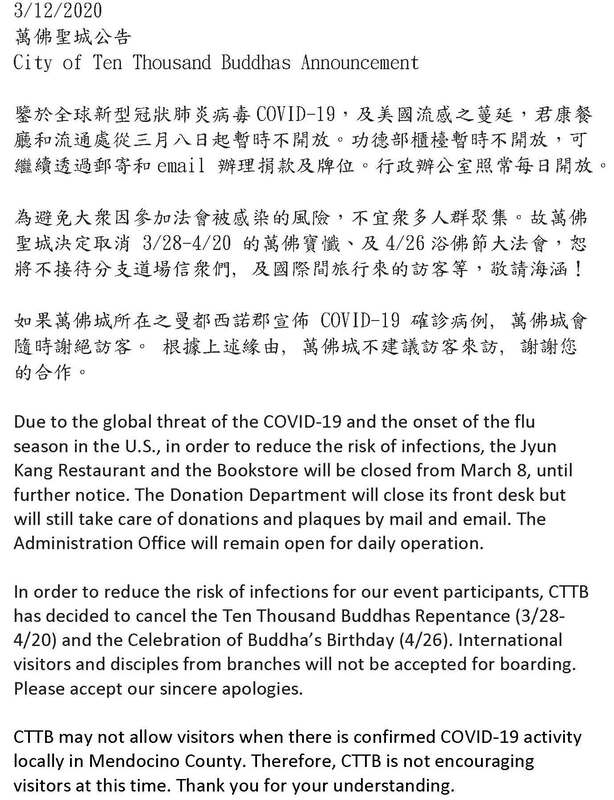 3/12/2020
萬佛聖城公告
City of Ten Thousand Buddhas Announcement
鑒於全球新型冠狀肺炎病毒 COVID-19，及美國流感之蔓延，君康餐
廳和流通處從三月八日起暫時不開放。功德部櫃檯暫時不開放，可
繼續透過郵寄和 email 辦理捐款及牌位。行政辦公室照常每日開放。
為避免大眾因參加法會被感染的風險，不宜眾多人群聚集。故萬佛
聖城決定取消 3/28-4/20 的萬佛寶懺、及 4/26 浴佛節大法會，恕
將不接待分支道場信眾們, 及國際間旅行來的訪客等，敬請海涵！
如果萬佛城所在之曼都西諾郡宣佈 COVID-19 確診病例, 萬佛城會
隨時謝絕訪客。 根據上述緣由, 萬佛城不建議訪客來訪, 謝謝您
的合作。
Due to the global threat of the COVID-19 and the onset of the flu
season in the U.S., in order to reduce the risk of infections, the Jyun
Kang Restaurant and the Bookstore will be closed from March 8, until
further notice. The Donation Department will close its front desk but
will still take care of donations and plaques by mail and email. The
Administration Office will remain open for daily operation.
In order to reduce the risk of infections for our event participants, CTTB
has decided to cancel the Ten Thousand Buddhas Repentance (3/28-
4/20) and the Celebration of Buddha’s Birthday (4/26). International
visitors and disciples from branches will not be accepted for boarding.
Please accept our sincere apologies.
CTTB may not allow visitors when there is confirmed COVID-19 activity
locally in Mendocino County. Therefore, CTTB is not encouraging
visitors at this time. Thank you for your understanding.